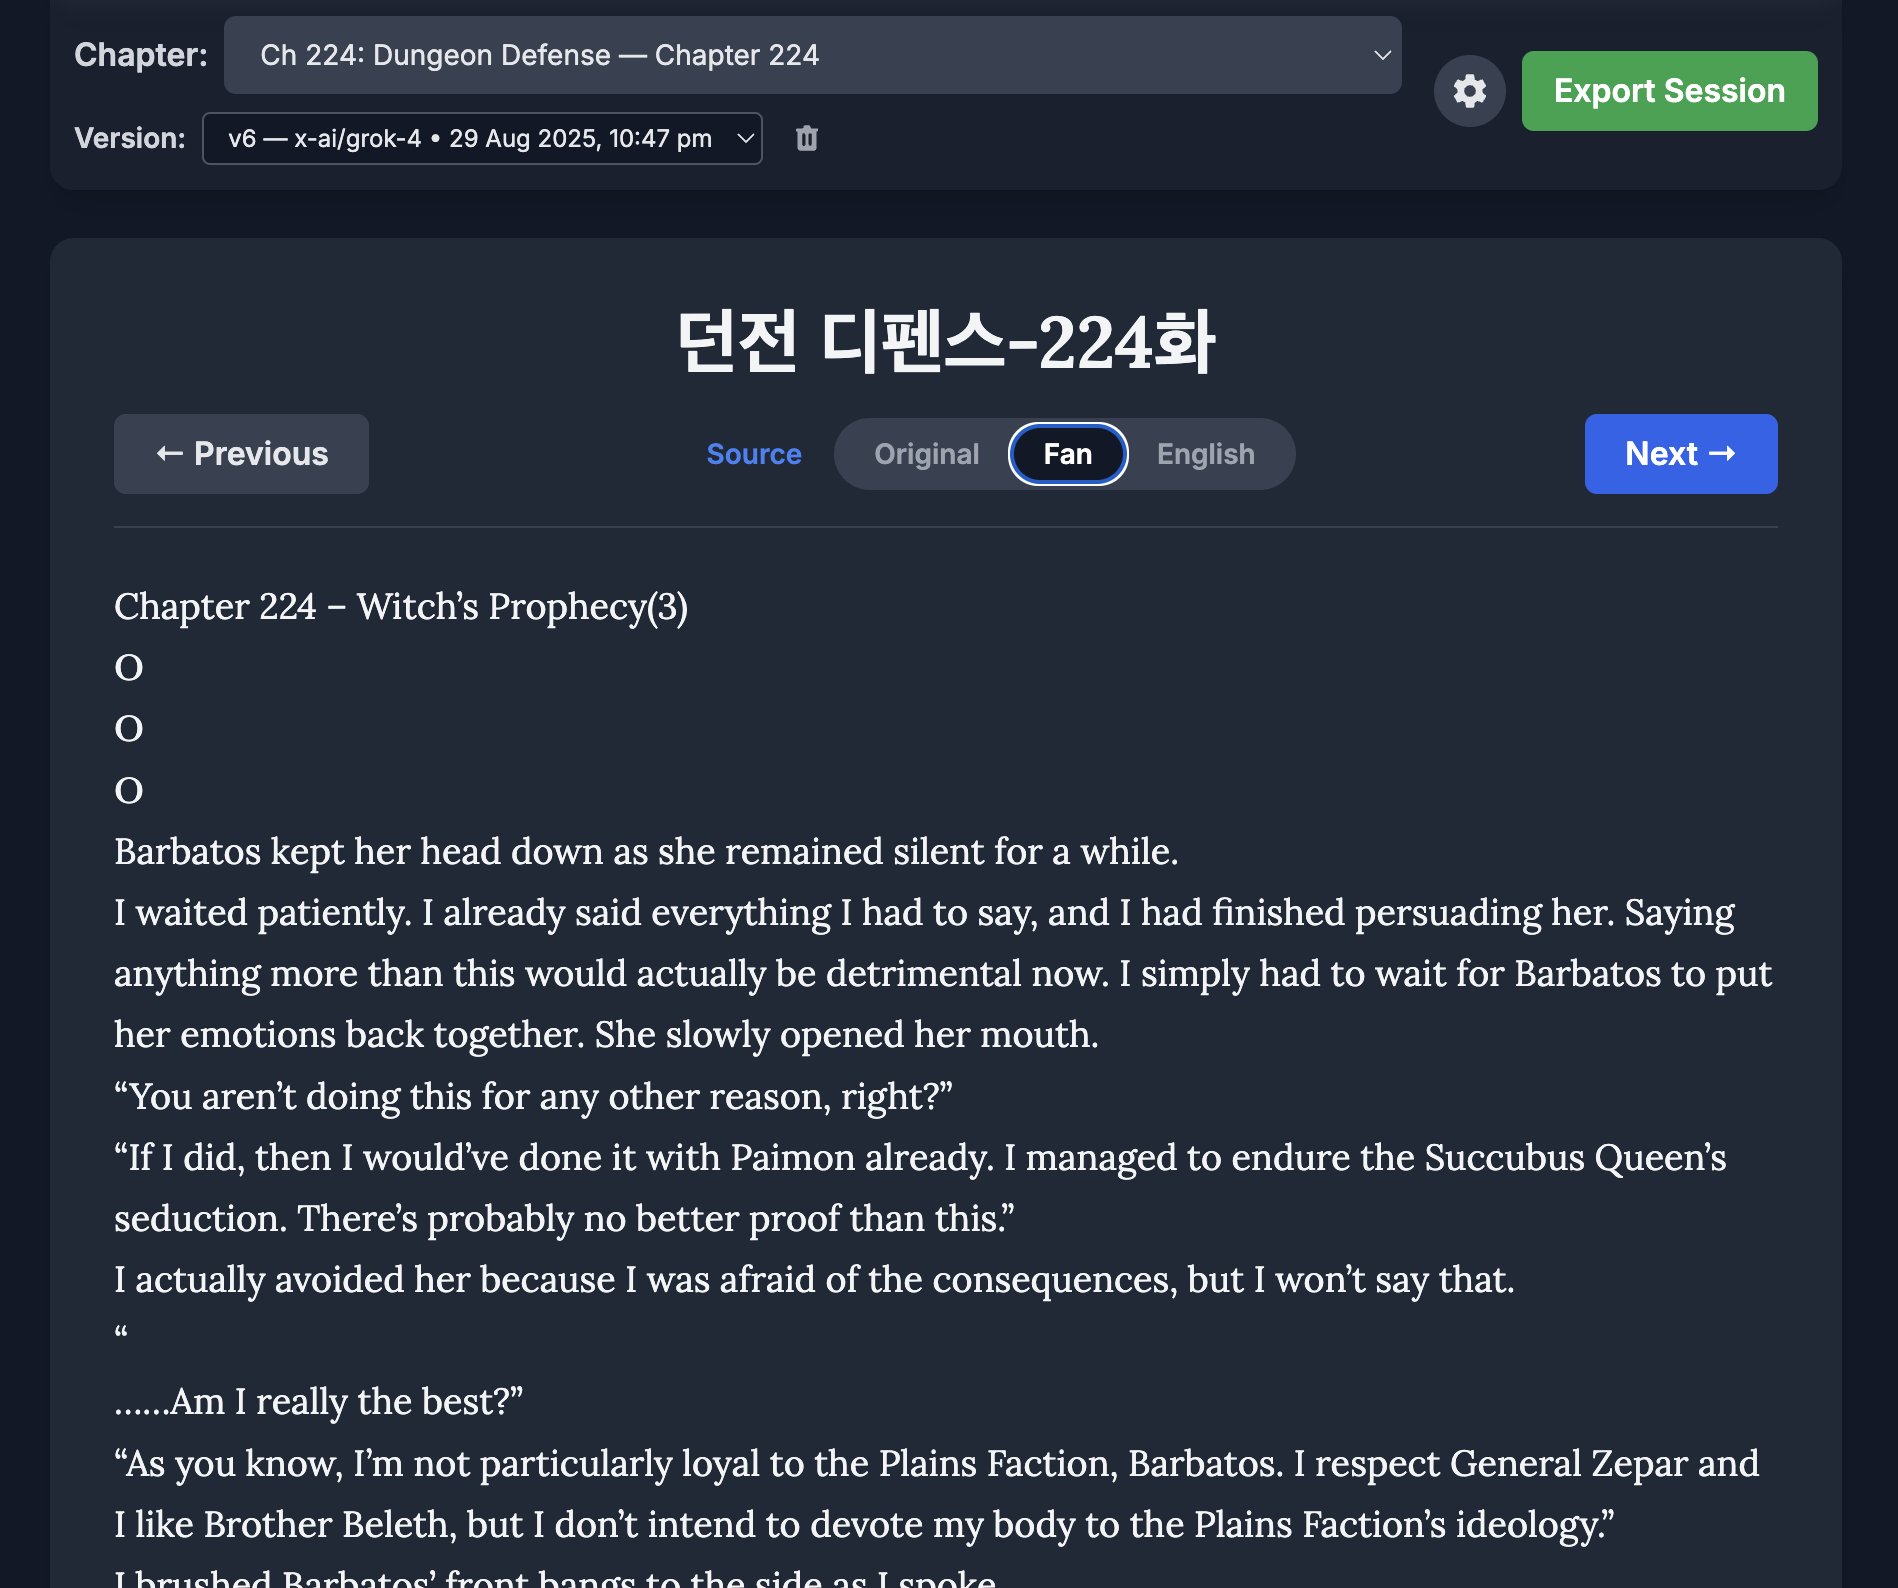 Chapter:
Ch 224: Dungeon Defense — Chapter 224
Export Session
Version:
v6 — x-ai/grok-4 • 29 Aug 2025, 10:47 pm
던전 디펜스-224화
← Previous
Source
Original
Fan
English
Next →
Chapter 224 – Witch’s Prophecy(3)
O
O
O
Barbatos kept her head down as she remained silent for a while.
I waited patiently. I already said everything I had to say, and I had finished persuading her. Saying
anything more than this would actually be detrimental now. I simply had to wait for Barbatos to put
her emotions back together. She slowly opened her mouth.
“You aren’t doing this for any other reason, right?”
“If I did, then I would’ve done it with Paimon already. I managed to endure the Succubus Queen’s
seduction. There’s probably no better proof than this.”
I actually avoided her because I was afraid of the consequences, but I won’t say that.
“
……Am I really the best?”
“As you know, I’m not particularly loyal to the Plains Faction, Barbatos. I respect General Zepar and
I like Brother Beleth, but I don’t intend to devote my body to the Plains Faction’s ideology.”
I brushed Barbatos’ front bangs to the side as I spoke.